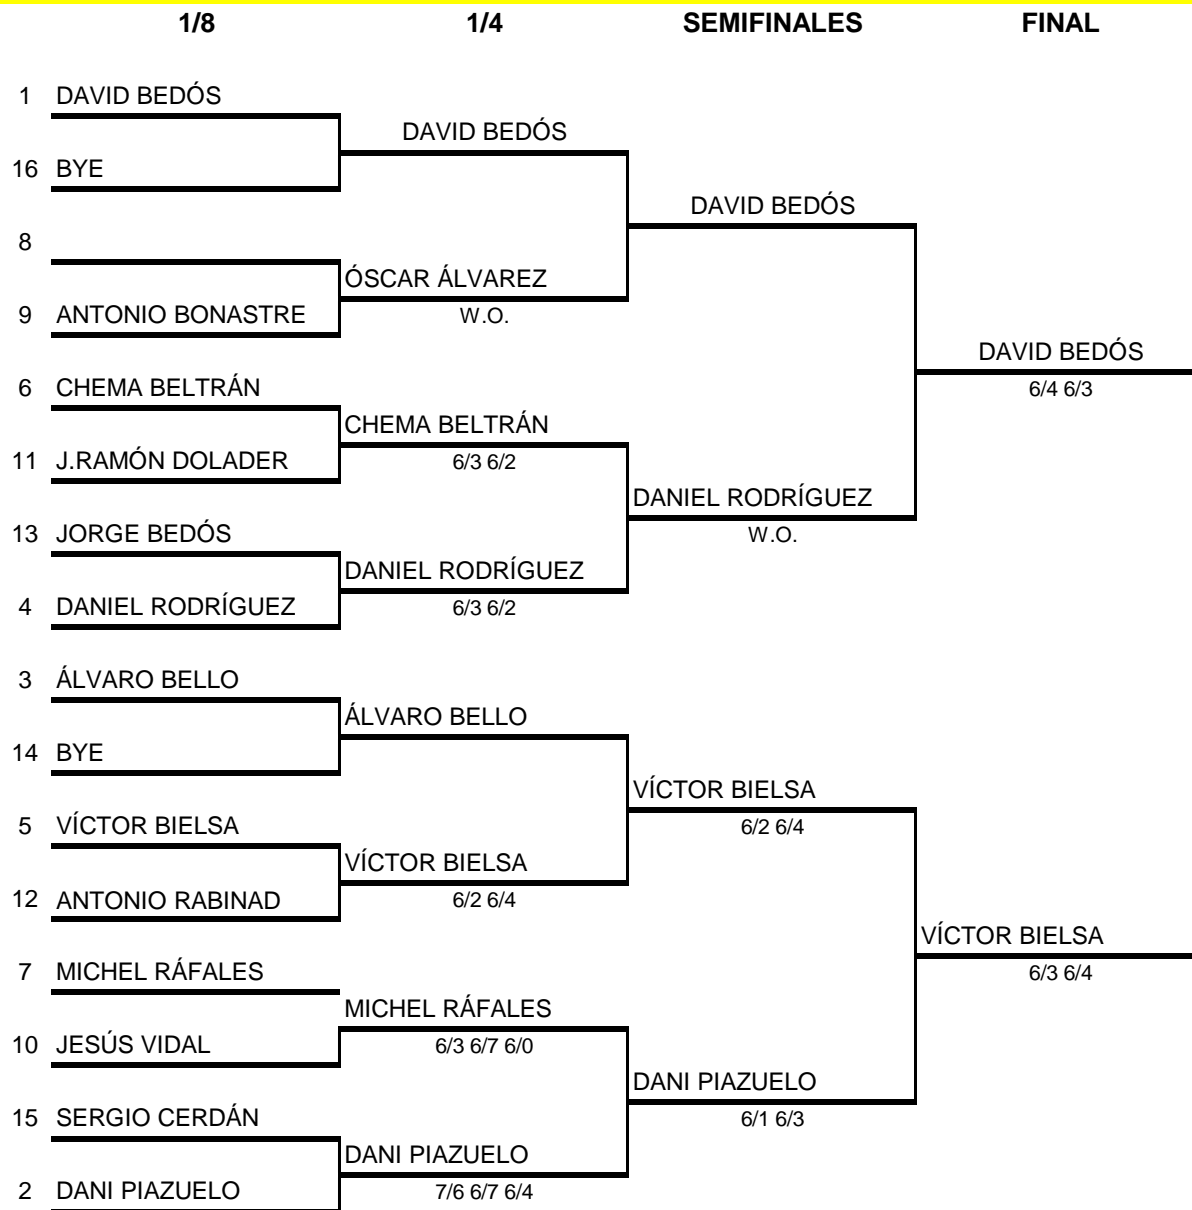 1/8 1/4 SEMIFINALES FINAL
1 DAVID BEDÓS
DAVID BEDÓS
16 BYE
DAVID BEDÓS
8
ÓSCAR ÁLVAREZ
9 ANTONIO BONASTRE W.O.
DAVID BEDÓS
6 CHEMA BELTRÁN 6/4 6/3
CHEMA BELTRÁN
11 J.RAMÓN DOLADER 6/3 6/2
DANIEL RODRÍGUEZ
13 JORGE BEDÓS W.O.
DANIEL RODRÍGUEZ
4 DANIEL RODRÍGUEZ 6/3 6/2
3 ÁLVARO BELLO
ÁLVARO BELLO
14 BYE
VÍCTOR BIELSA
5 VÍCTOR BIELSA 6/2 6/4
VÍCTOR BIELSA
12 ANTONIO RABINAD 6/2 6/4
VÍCTOR BIELSA
7 MICHEL RÁFALES 6/3 6/4
MICHEL RÁFALES
10 JESÚS VIDAL 6/3 6/7 6/0
DANI PIAZUELO
15 SERGIO CERDÁN 6/1 6/3
DANI PIAZUELO
2 DANI PIAZUELO 7/6 6/7 6/4